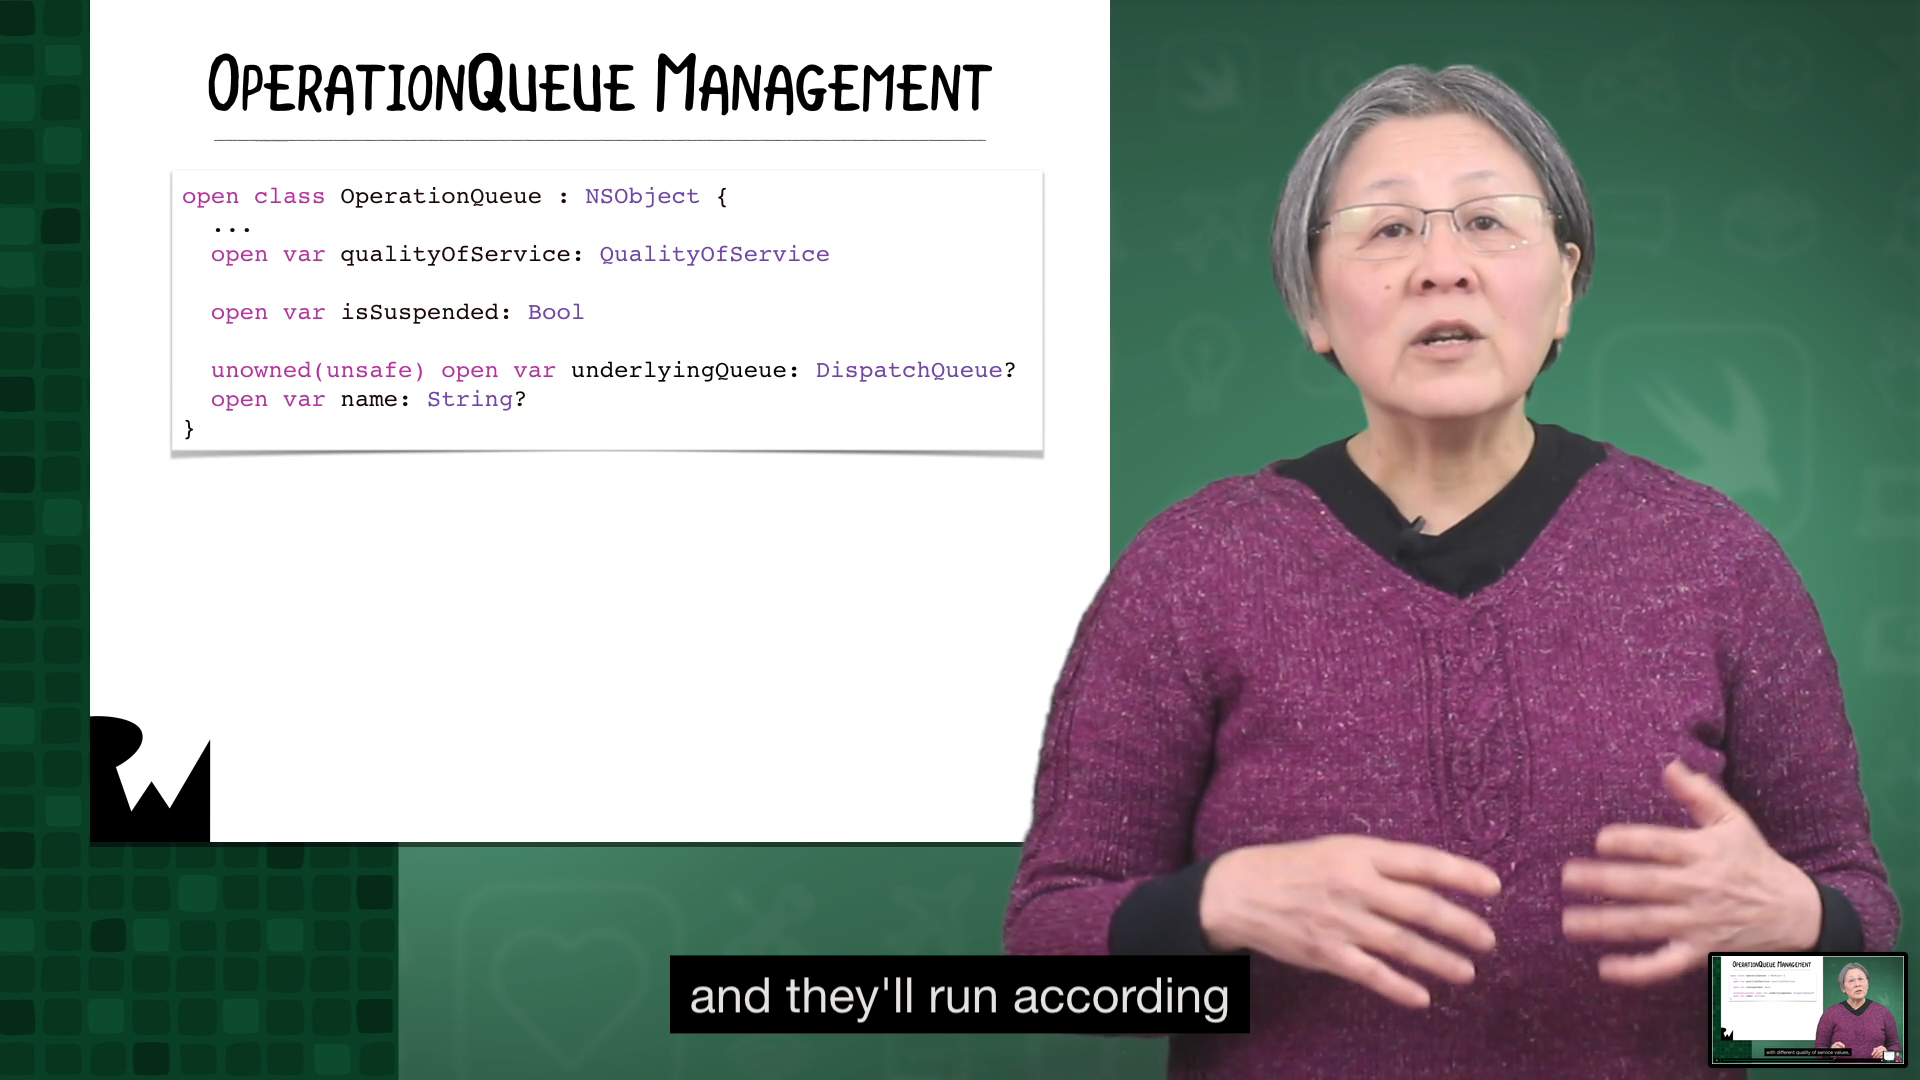 OPERATIONQUEUE MANAGEMENT
open class OperationQueue : NSObject {
...
open var qualityOfService: QualityOfService
open var isSuspended: Bool
unowned(unsafe) open var underlyingQueue: DispatchQueue?
open var name: String?
}
RW
and they'll run according
OPERATIONQUEUE MANAGEMENT
with different quality of service values,